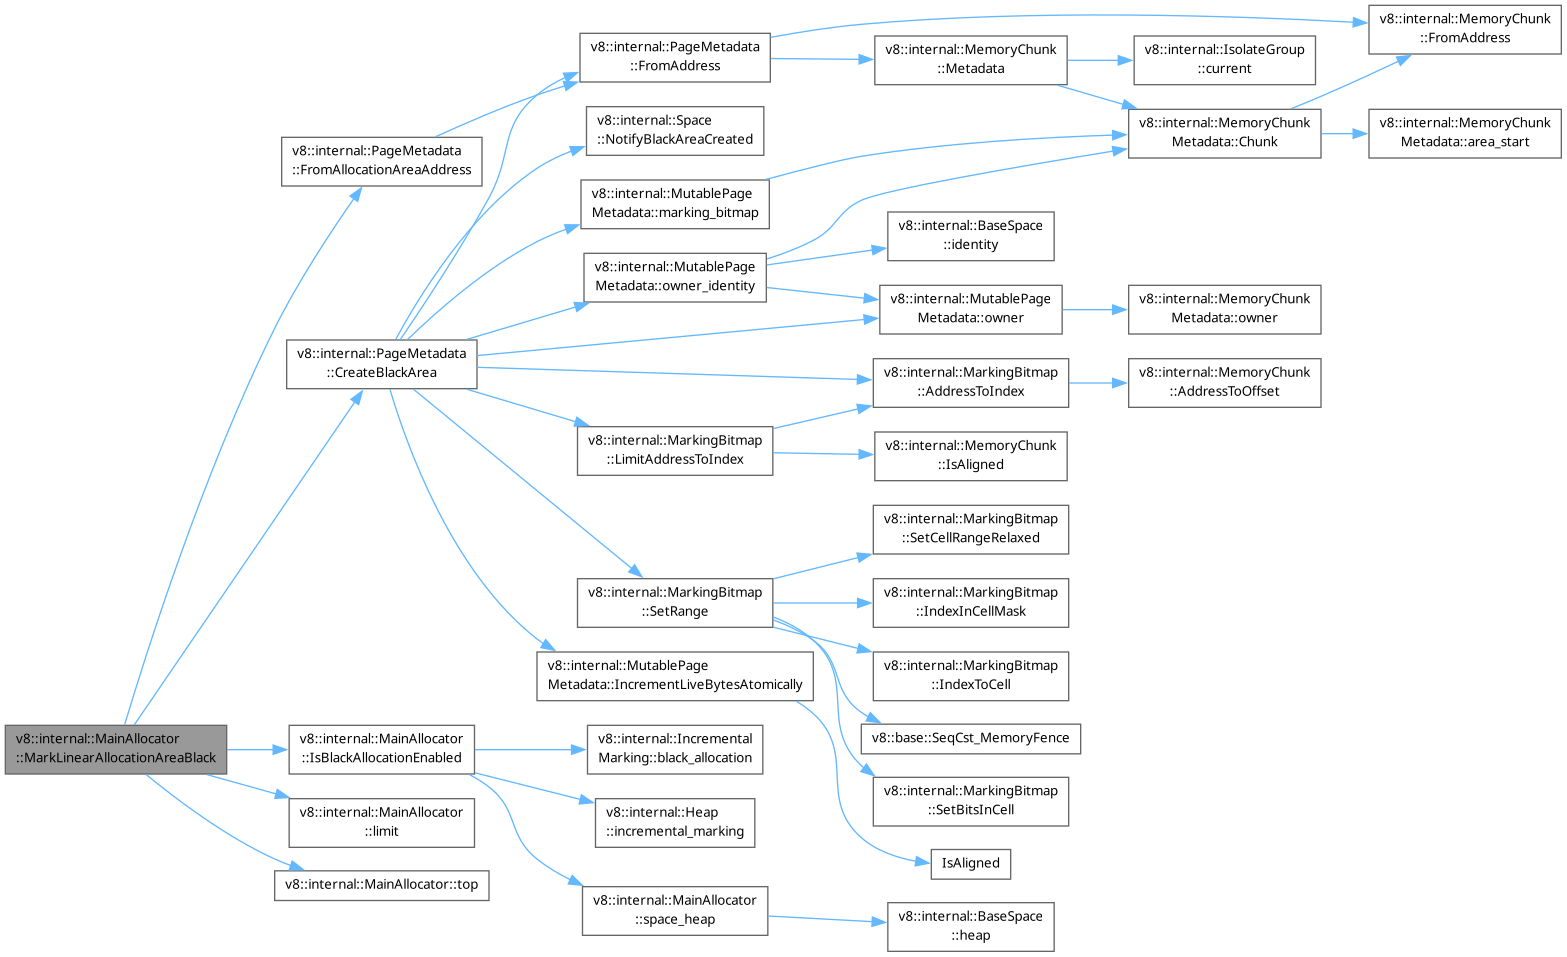 v8::internal::MainAllocator
::MarkLinearAllocationAreaBlack
v8::internal::PageMetadata
::FromAllocationAreaAddress
v8::internal::PageMetadata
::CreateBlackArea
v8::internal::MainAllocator
::IsBlackAllocationEnabled
v8::internal::MainAllocator
::limit
v8::internal::MainAllocator::top
v8::internal::PageMetadata
::FromAddress
v8::internal::Space
::NotifyBlackAreaCreated
v8::internal::MutablePage
Metadata::marking_bitmap
v8::internal::MutablePage
Metadata::owner_identity
v8::internal::MarkingBitmap
::LimitAddressToIndex
v8::internal::MarkingBitmap
::SetRange
v8::internal::MutablePage
Metadata::IncrementLiveBytesAtomically
v8::internal::Incremental
Marking::black_allocation
v8::internal::Heap
::incremental_marking
v8::internal::MainAllocator
::space_heap
v8::internal::MemoryChunk
::Metadata
v8::internal::BaseSpace
::identity
v8::internal::MutablePage
Metadata::owner
v8::internal::MarkingBitmap
::AddressToIndex
v8::internal::MemoryChunk
::IsAligned
v8::internal::MarkingBitmap
::SetCellRangeRelaxed
v8::internal::MarkingBitmap
::IndexInCellMask
v8::internal::MarkingBitmap
::IndexToCell
v8::base::SeqCst_MemoryFence
v8::internal::MarkingBitmap
::SetBitsInCell
IsAligned
v8::internal::BaseSpace
::heap
v8::internal::IsolateGroup
::current
v8::internal::MemoryChunk
Metadata::Chunk
v8::internal::MemoryChunk
Metadata::owner
v8::internal::MemoryChunk
::AddressToOffset
v8::internal::MemoryChunk
::FromAddress
v8::internal::MemoryChunk
Metadata::area_start